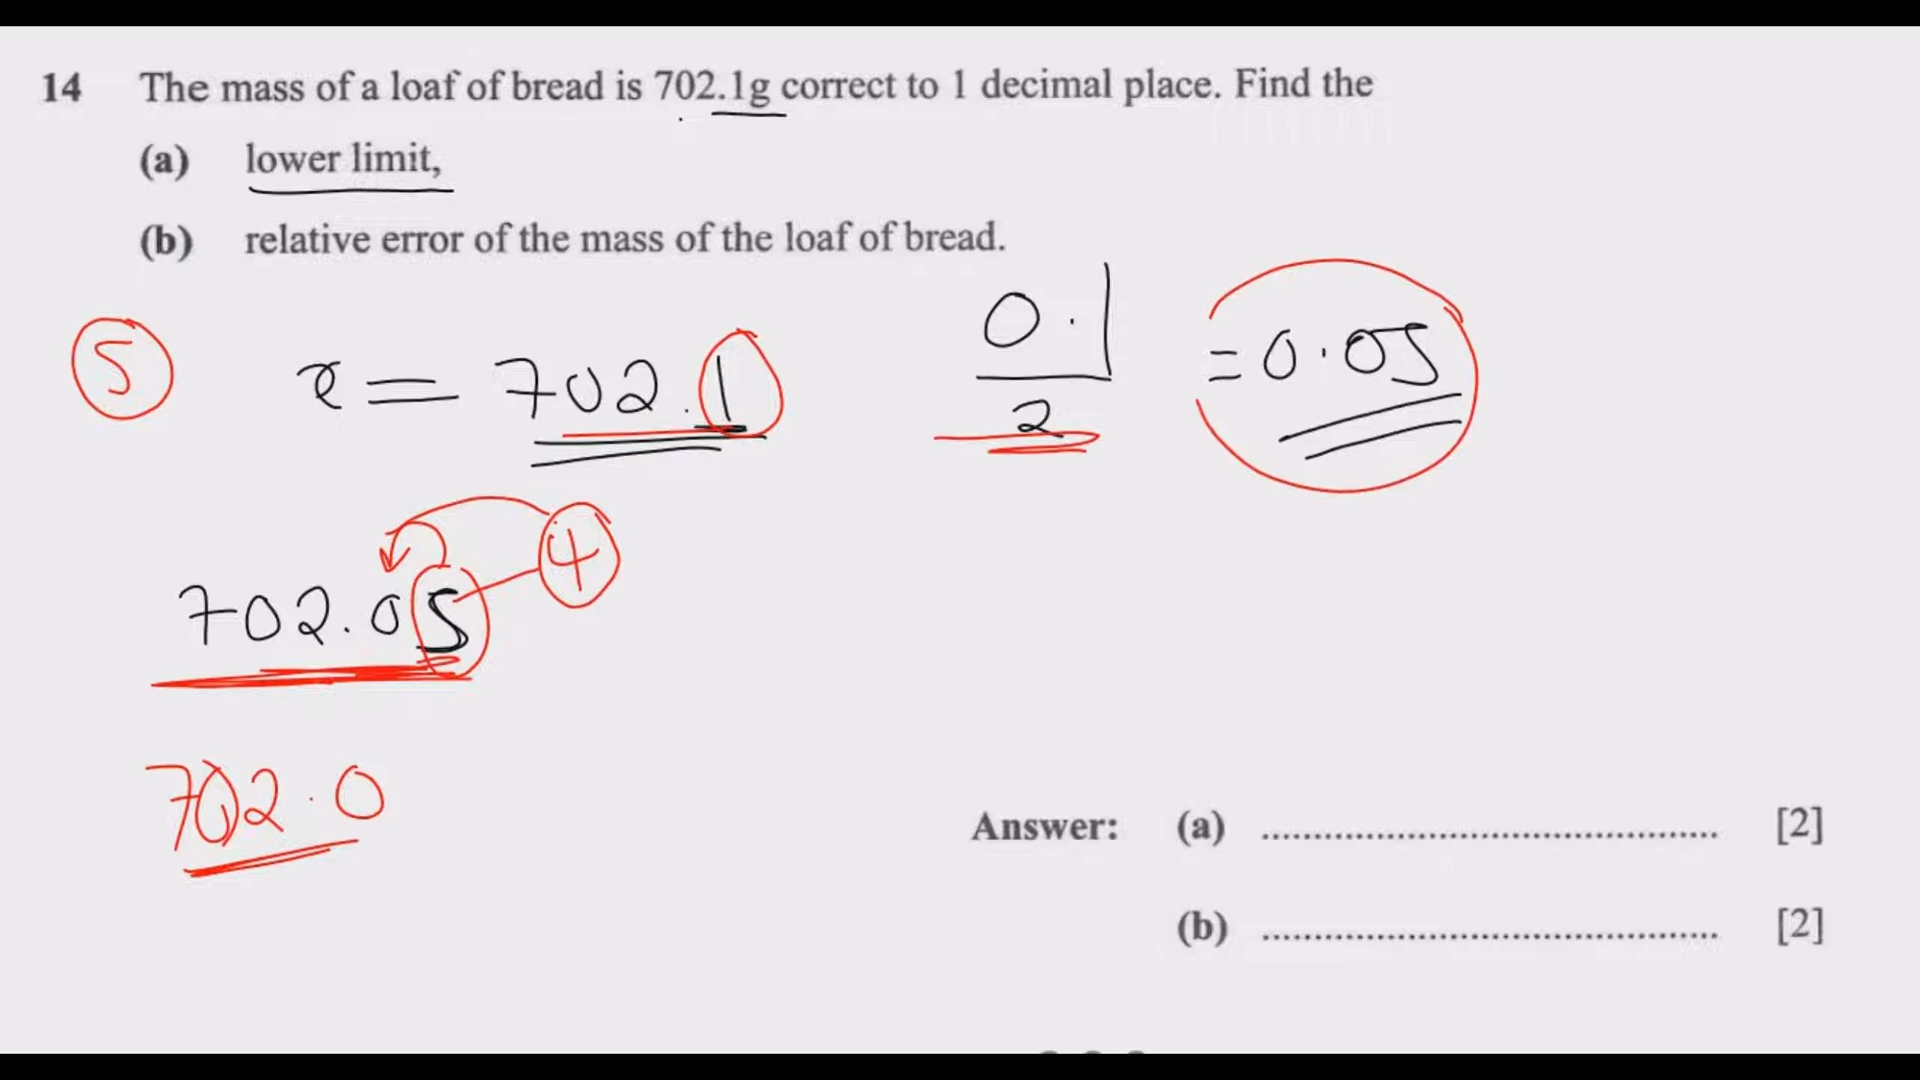 14 The mass of a loaf of bread is 702.1g correct to 1 decimal place. Find the
(a) lower limit,
(b) relative error of the mass of the loaf of bread.
5 x = 702.1 0.1/2 = 0.05
4
702.05
702.0
Answer: (a) ............................................ [2]
(b) ............................................ [2]